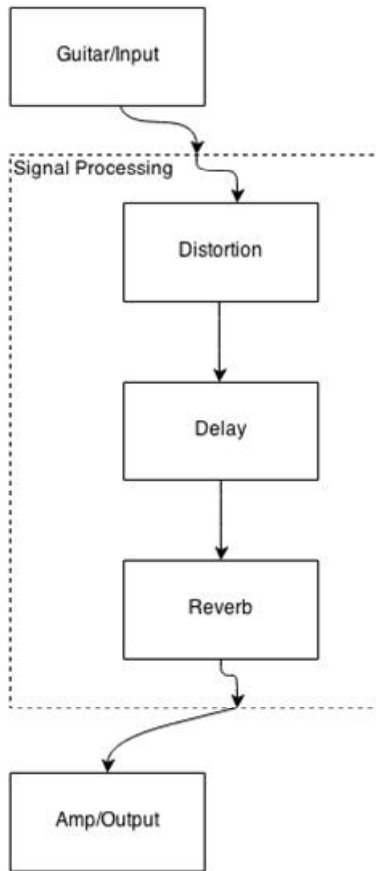 Guitar/Input
Signal Processing
Distortion
Delay
Reverb
Amp/Output